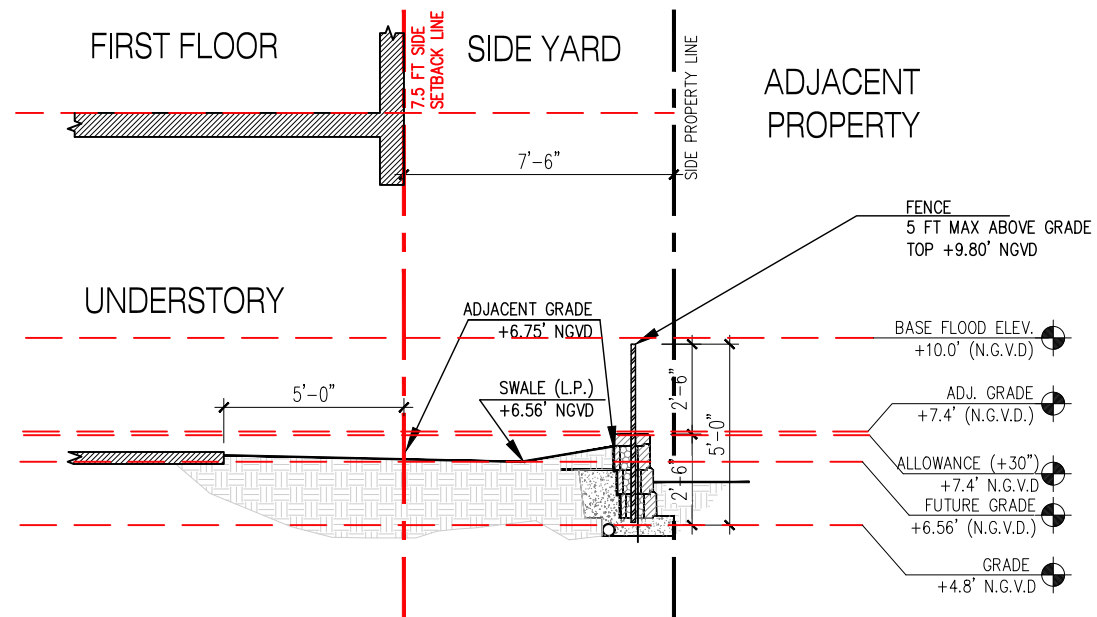 FIRST FLOOR
7.5 FT SIDE
SETBACK LINE
SIDE YARD
SIDE PROPERTY LINE
ADJACENT
PROPERTY
7'-6"
FENCE
5 FT MAX ABOVE GRADE
TOP +9.80' NGVD
UNDERSTORY
ADJACENT GRADE
+6.75' NGVD
BASE FLOOD ELEV.
+10.0' (N.G.V.D)
5'-0"
SWALE (L.P.)
+6.56' NGVD
2'-6"
5'-0"
2'-6"
ADJ. GRADE
+7.4' (N.G.V.D.)
ALLOWANCE (+30")
+7.4' N.G.V.D
FUTURE GRADE
+6.56' (N.G.V.D.)
GRADE
+4.8' N.G.V.D